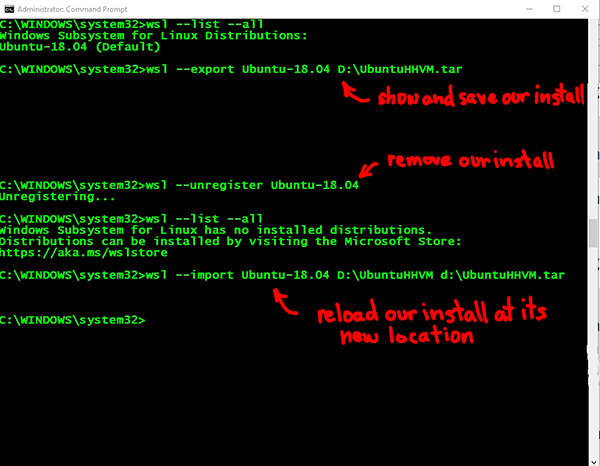 Administrator: Command Prompt
C:\WINDOWS\system32>wsl --list --all
Windows Subsystem for Linux Distributions:
Ubuntu-18.04 (Default)
C:\WINDOWS\system32>wsl --export Ubuntu-18.04 D:\UbuntuHHVM.tar
show and save our install
remove our install
C:\WINDOWS\system32>wsl --unregister Ubuntu-18.04
Unregistering...
C:\WINDOWS\system32>wsl --list --all
Windows Subsystem for Linux has no installed distributions.
Distributions can be installed by visiting the Microsoft Store:
https://aka.ms/wslstore
C:\WINDOWS\system32>wsl --import Ubuntu-18.04 D:\UbuntuHHVM d:\UbuntuHHVM.tar
reload our install at its
new location
C:\WINDOWS\system32>